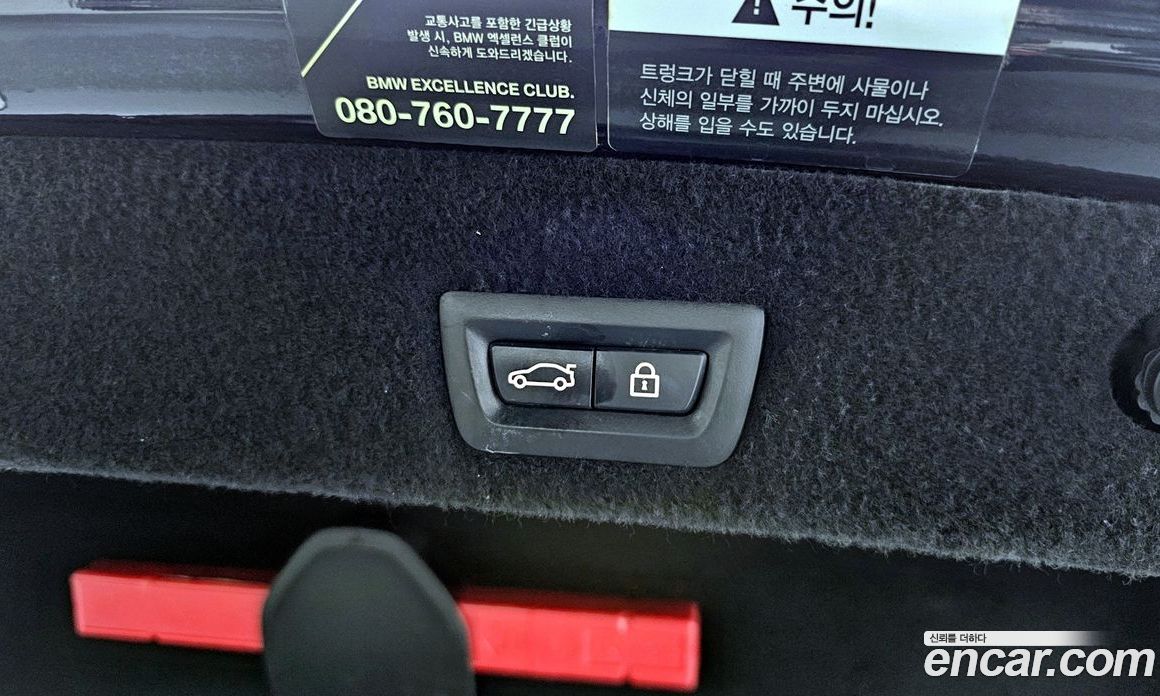 교통사고를 포함한 긴급상황
발생 시, BMW 엑셀런스 클럽이
신속하게 도와드리겠습니다.
BMW EXCELLENCE CLUB.
080-760-7777
주의!
트렁크가 닫힐 때 주변에 사물이나
신체의 일부를 가까이 두지 마십시오.
상해를 입을 수도 있습니다.
신뢰를 더하다
encar.com